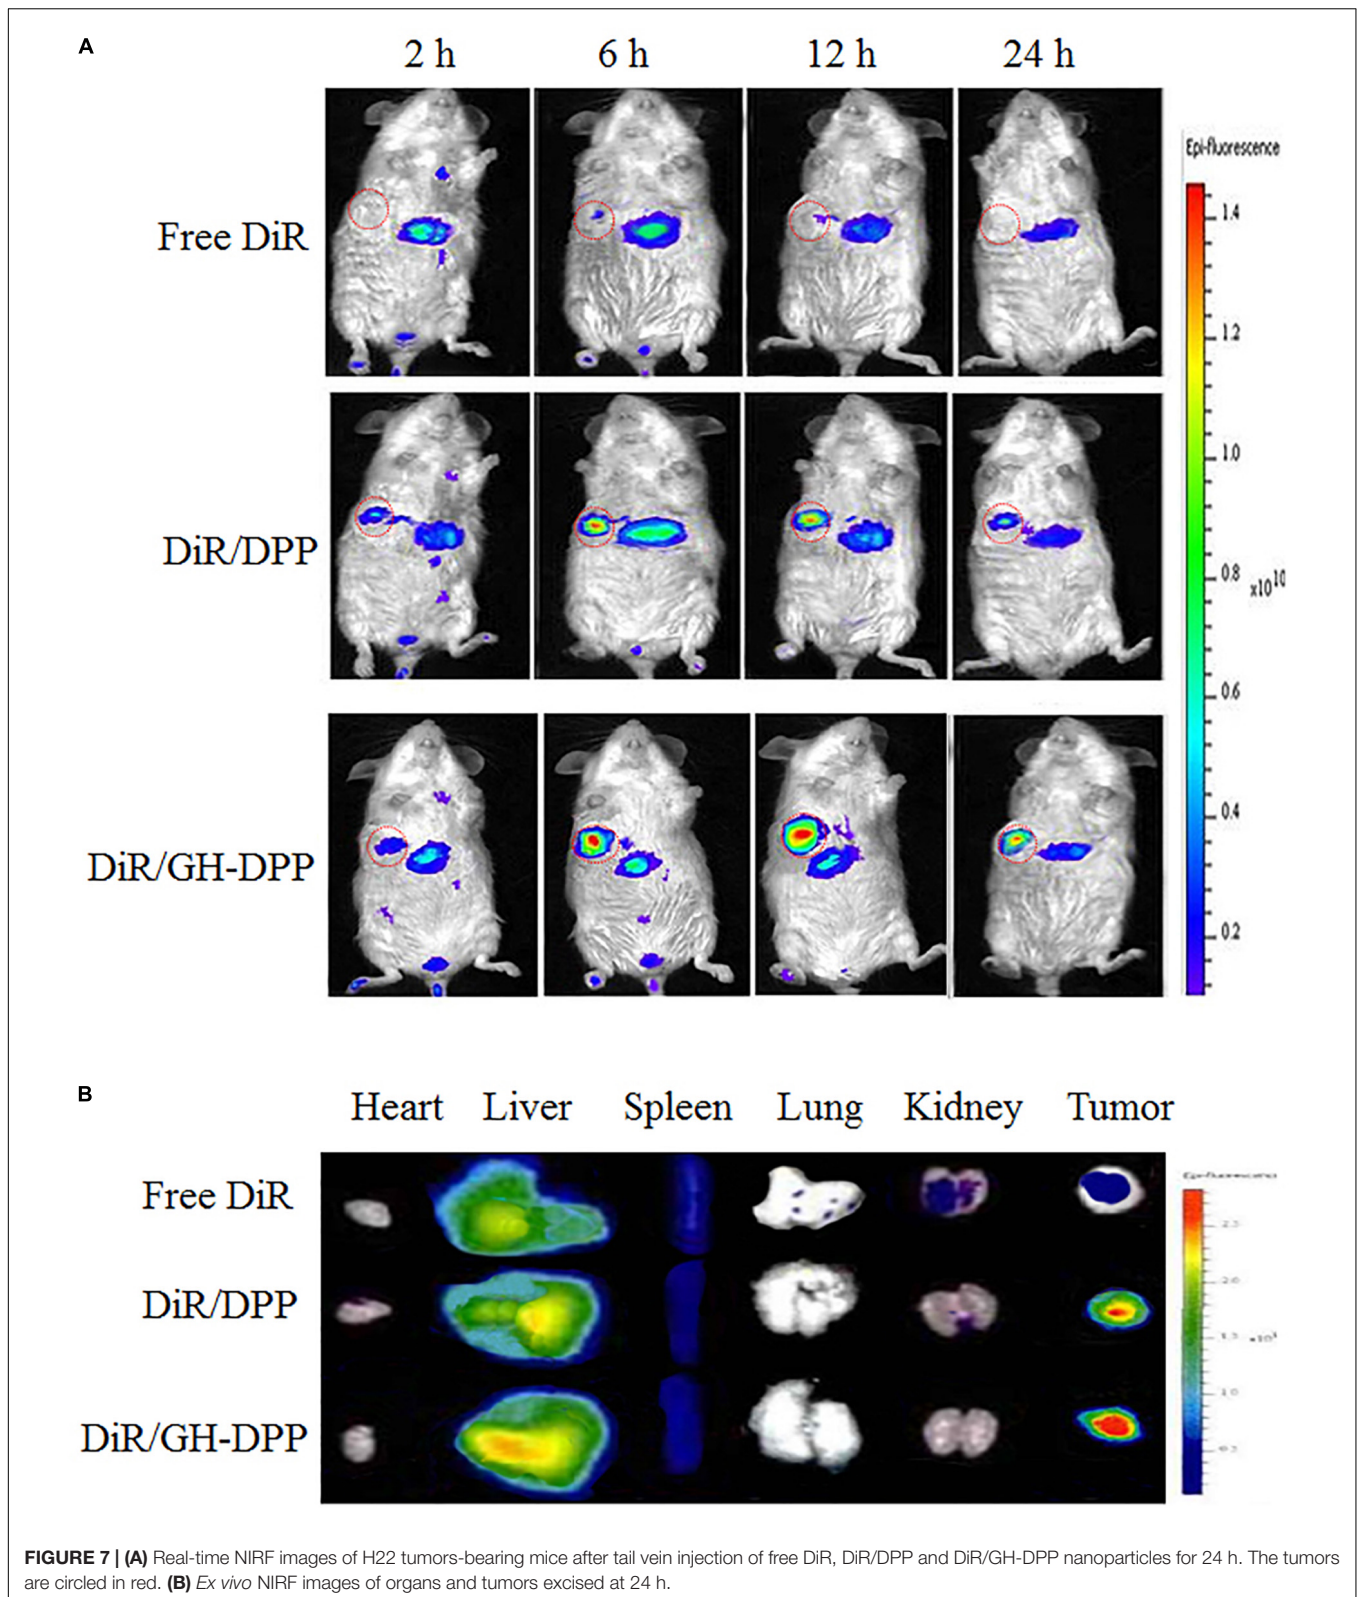 A
2 h 6 h 12 h 24 h
Epi-fluorescence
Free DiR
1.4
1.2
DiR/DPP
1.0
0.8
x10¹⁰
0.6
DiR/GH-DPP
0.4
0.2
B
Heart Liver Spleen Lung Kidney Tumor
Free DiR
DiR/DPP
2.0
1.0
DiR/GH-DPP
FIGURE 7 | (A) Real-time NIRF images of H22 tumors-bearing mice after tail vein injection of free DiR, DiR/DPP and DiR/GH-DPP nanoparticles for 24 h. The tumors
are circled in red. (B) Ex vivo NIRF images of organs and tumors excised at 24 h.